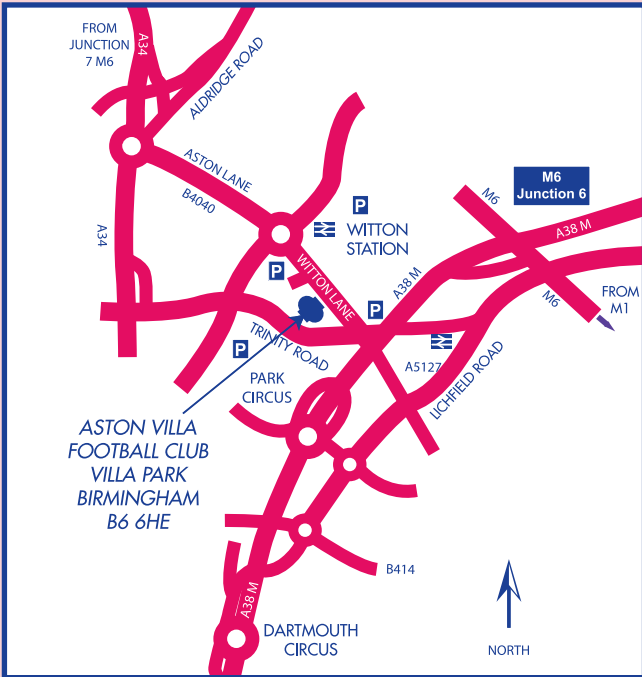 FROM
JUNCTION
7 M6
A34
ALDRIDGE ROAD
ASTON LANE
B4040
A34
P
WITTON
STATION
M6
Junction 6
M6
A38 M
M6
FROM
M1
P
WITTON LANE
A38 M
P
TRINITY ROAD
P
A5127
LICHFIELD ROAD
PARK
CIRCUS
ASTON VILLA
FOOTBALL CLUB
VILLA PARK
BIRMINGHAM
B6 6HE
B414
A38 M
DARTMOUTH
CIRCUS
NORTH